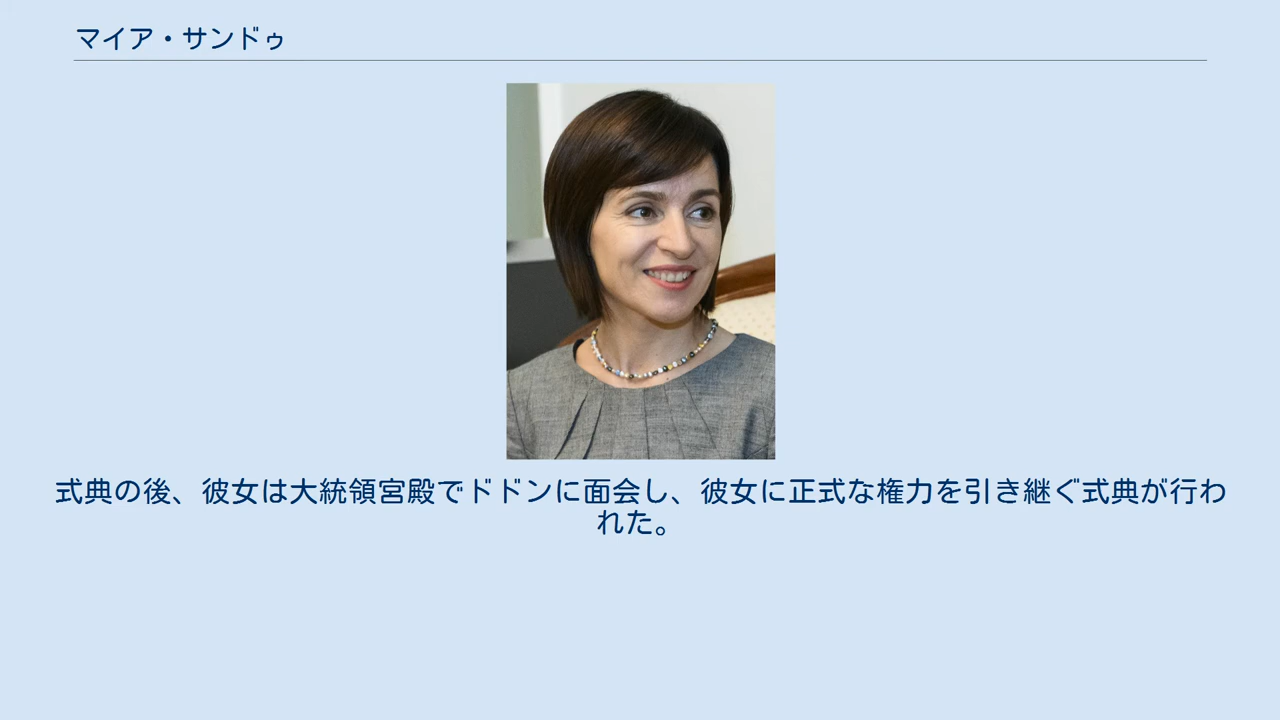 マイア・サンドゥ
式典の後、彼女は大統領宮殿でドドンに面会し、彼女に正式な権力を引き継ぐ式典が行わ
れた。